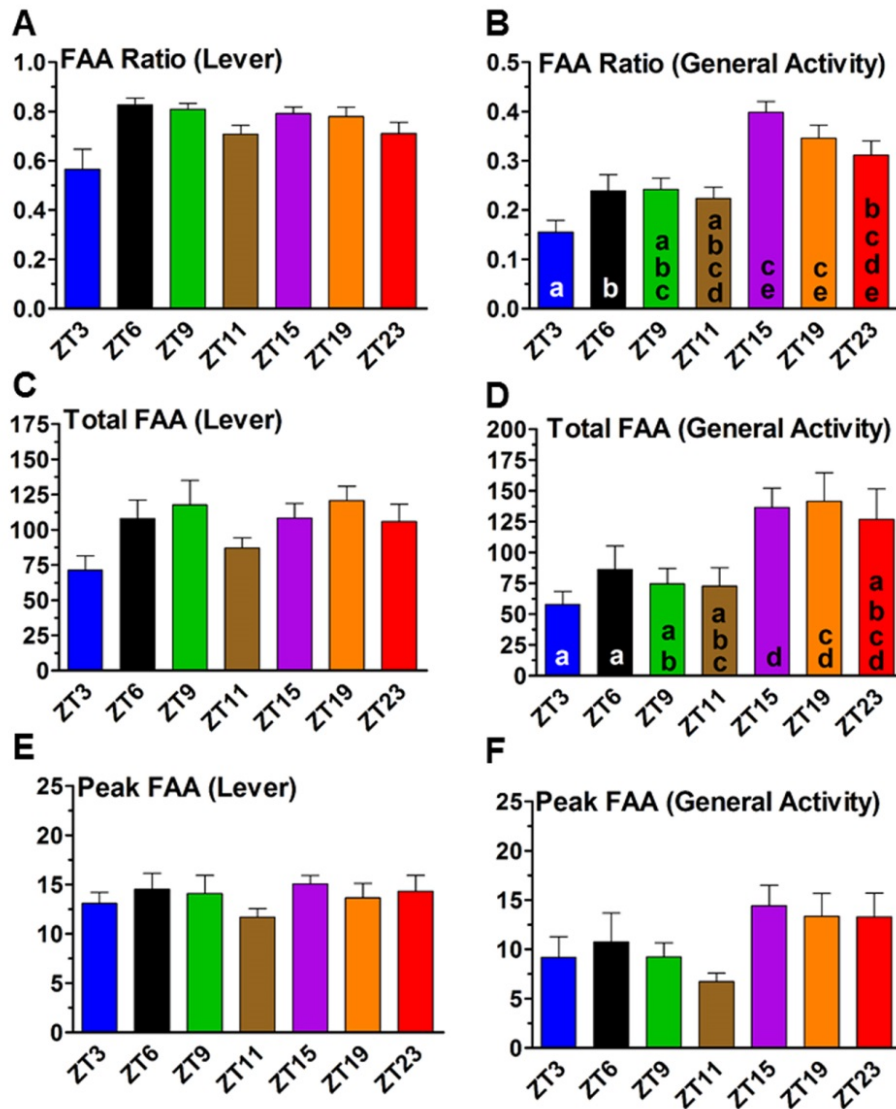 A
FAA Ratio (Lever)
1.0
0.8
0.6
0.4
0.2
0.0
ZT3 ZT6 ZT9 ZT11 ZT15 ZT19 ZT23
B
FAA Ratio (General Activity)
0.5
0.4
0.3
0.2
0.1
0.0
a
b
a
b
c
a
b
c
d
c
e
c
e
b
c
d
e
ZT3 ZT6 ZT9 ZT11 ZT15 ZT19 ZT23
C
Total FAA (Lever)
175
150
125
100
75
50
25
0
ZT3 ZT6 ZT9 ZT11 ZT15 ZT19 ZT23
D
Total FAA (General Activity)
200
175
150
125
100
75
50
25
0
a
a
a
b
a
b
c
d
c
d
a
b
c
d
ZT3 ZT6 ZT9 ZT11 ZT15 ZT19 ZT23
E
Peak FAA (Lever)
25
20
15
10
5
0
ZT3 ZT6 ZT9 ZT11 ZT15 ZT19 ZT23
F
Peak FAA (General Activity)
25
20
15
10
5
0
ZT3 ZT6 ZT9 ZT11 ZT15 ZT19 ZT23